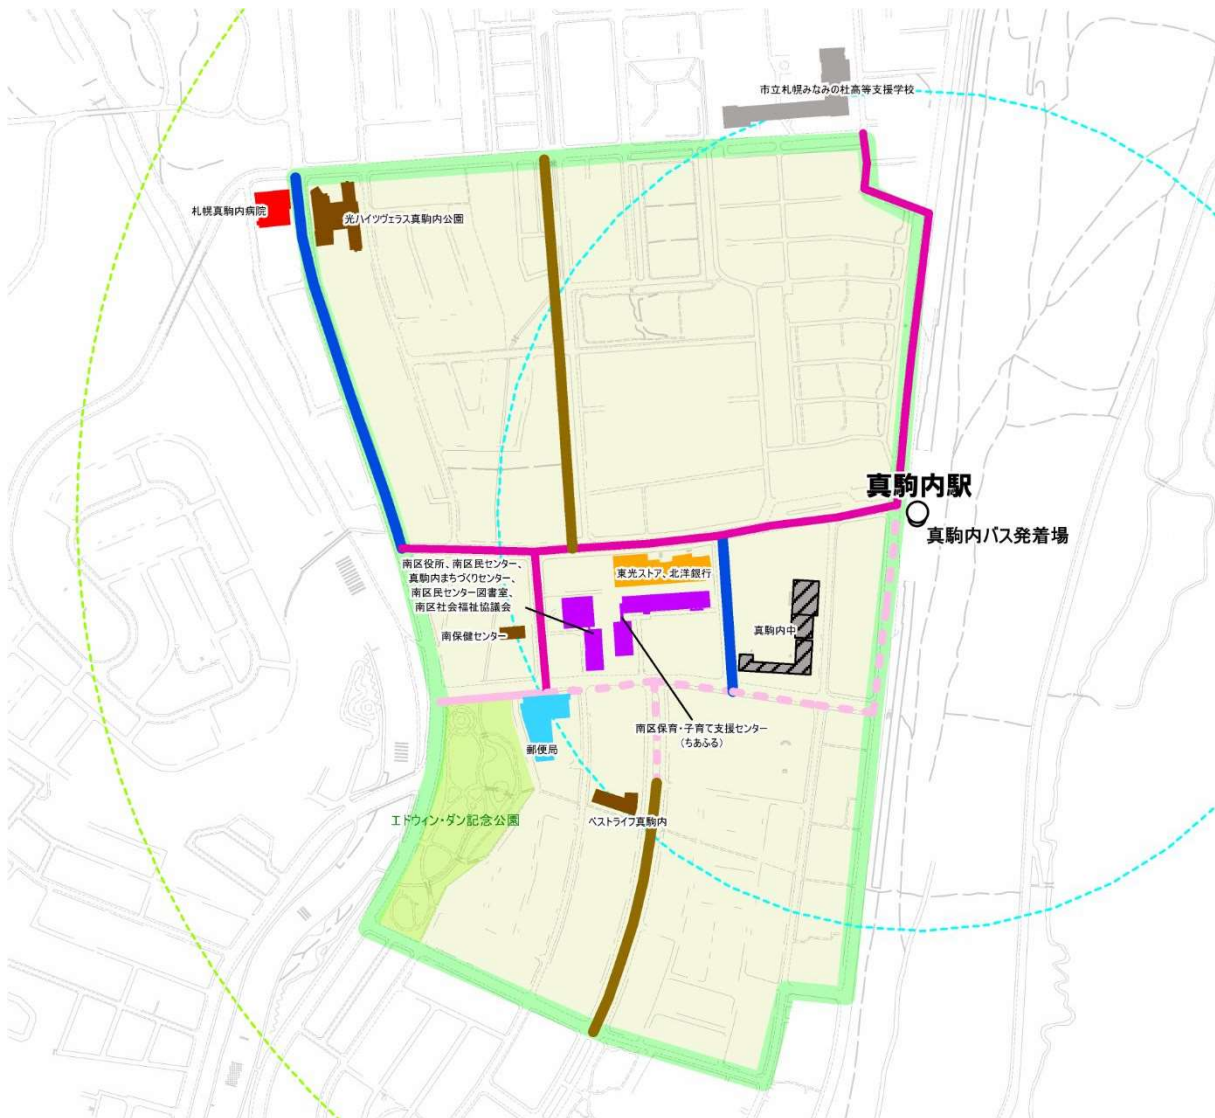 市立札幌みなみの杜高等支援学校
札幌真駒内病院
光ハイツヴェラス真駒内公園
真駒内駅
真駒内バス発着場
南区役所、南区民センター、
真駒内まちづくりセンター、
南区民センター図書室、
南区社会福祉協議会
東光ストア、北洋銀行
南保健センター
真駒内中
南区保育・子育て支援センター
(ちあふる)
郵便局
ベストライフ真駒内
エドウィン・ダン記念公園